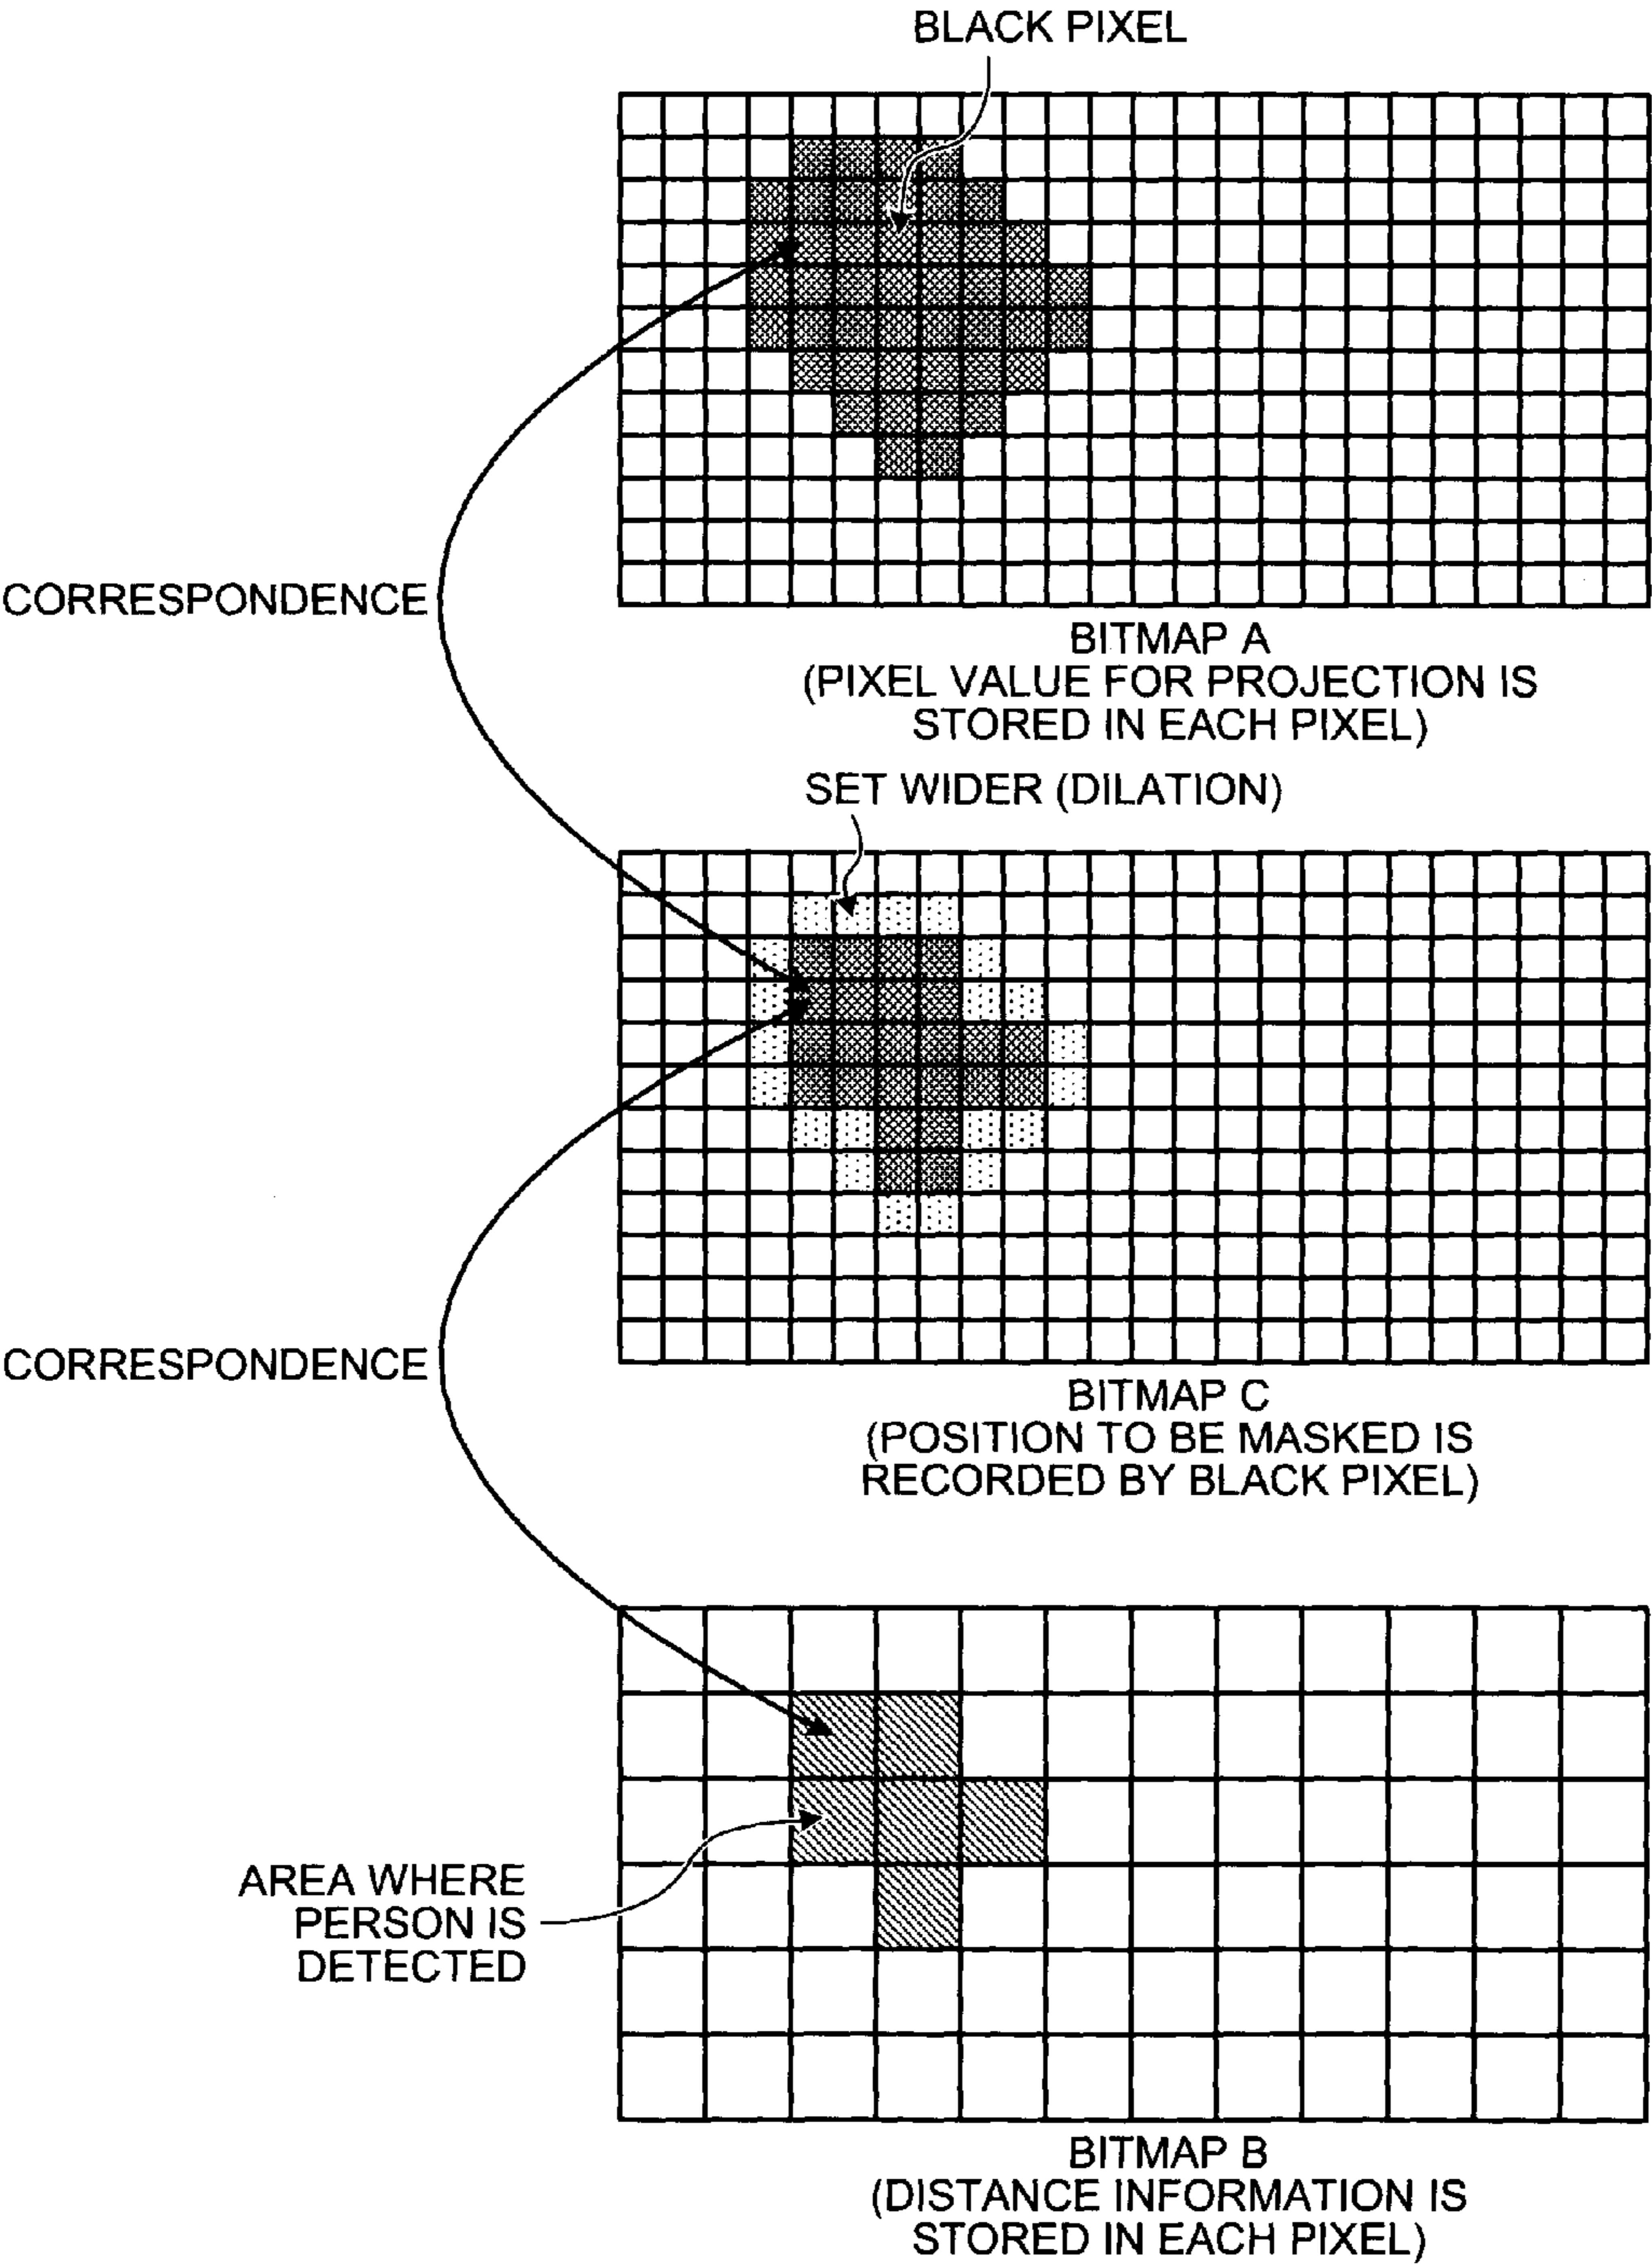 BLACK PIXEL
CORRESPONDENCE
BITMAP A
(PIXEL VALUE FOR PROJECTION IS
STORED IN EACH PIXEL)
SET WIDER (DILATION)
CORRESPONDENCE
BITMAP C
(POSITION TO BE MASKED IS
RECORDED BY BLACK PIXEL)
AREA WHERE
PERSON IS
DETECTED
BITMAP B
(DISTANCE INFORMATION IS
STORED IN EACH PIXEL)